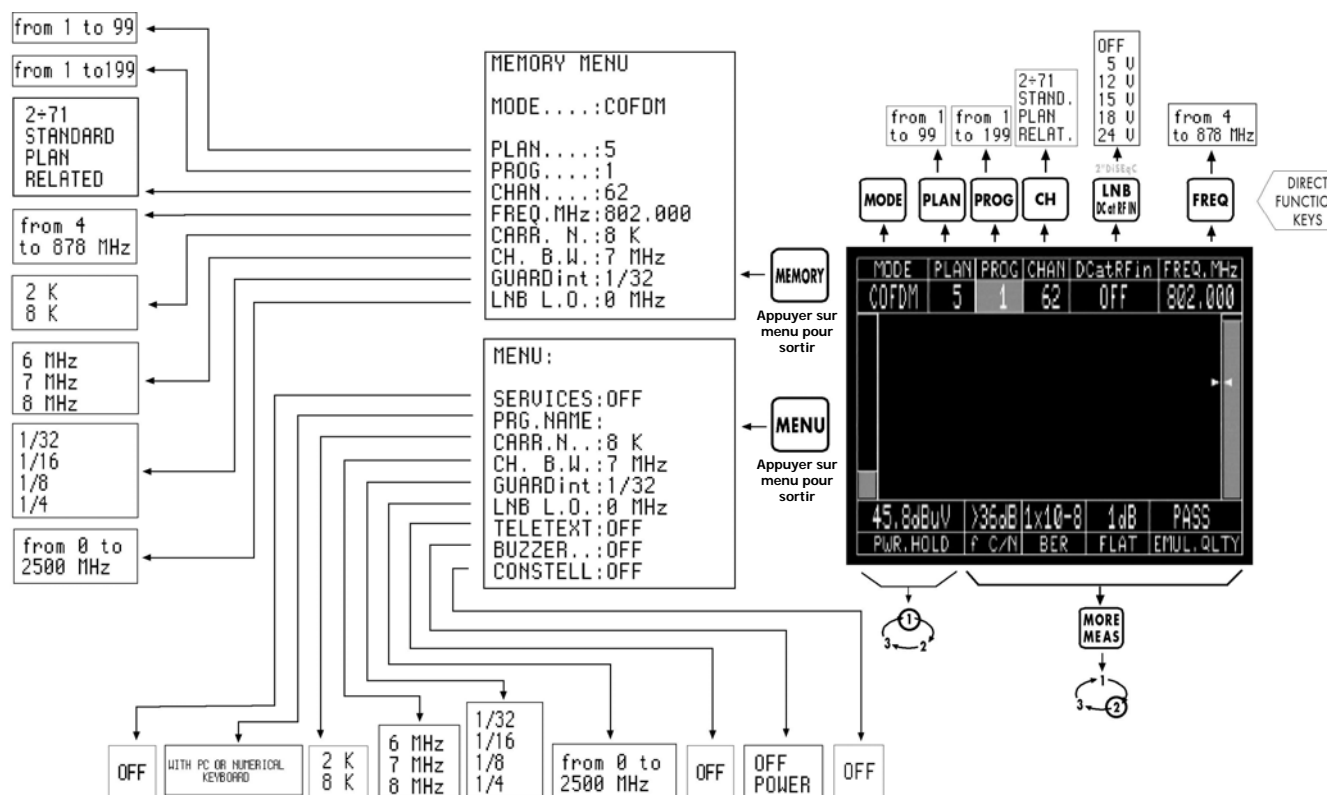 from 1 to 99
from 1 to199
2÷71
STANDARD
PLAN
RELATED
from 4
to 878 MHz
2 K
8 K
6 MHz
7 MHz
8 MHz
1/32
1/16
1/8
1/4
from 0 to
2500 MHz
MEMORY MENU
MODE....:COFDM
PLAN....:5
PROG....:1
CHAN....:62
FREQ.MHz:802.000
CARR. N.:8 K
CH. B.W.:7 MHz
GUARDint:1/32
LNB L.O.:0 MHz
MEMORY
Appuyer sur
menu pour
sortir
MENU:
SERVICES:OFF
PRG.NAME:
CARR.N..:8 K
CH. B.W.:7 MHz
GUARDint:1/32
LNB L.O.:0 MHz
TELETEXT:OFF
BUZZER..:OFF
CONSTELL:OFF
MENU
Appuyer sur
menu pour
sortir
OFF
WITH PC OR NUMERICAL
KEYBOARD
2 K
8 K
6 MHz
7 MHz
8 MHz
1/32
1/16
1/8
1/4
from 0 to
2500 MHz
OFF
OFF
POWER
OFF
from 1
to 99
from 1
to 199
2÷71
STAND.
PLAN
RELAT.
OFF
5 V
12 V
15 V
18 V
24 V
from 4
to 878 MHz
2°DiSEqC
MODE
PLAN
PROG
CH
LNB
DC at RF IN
FREQ
DIRECT
FUNCTIO
KEYS
MODE PLAN PROG CHAN DCatRFin FREQ.MHz
COFDM 5 1 62 OFF 802.000
45.8dBuV >36dB 1x10-8 1dB PASS
PWR.HOLD f C/N BER FLAT EMUL.QLTY
1
3 2
MORE
MEAS
1
3 2